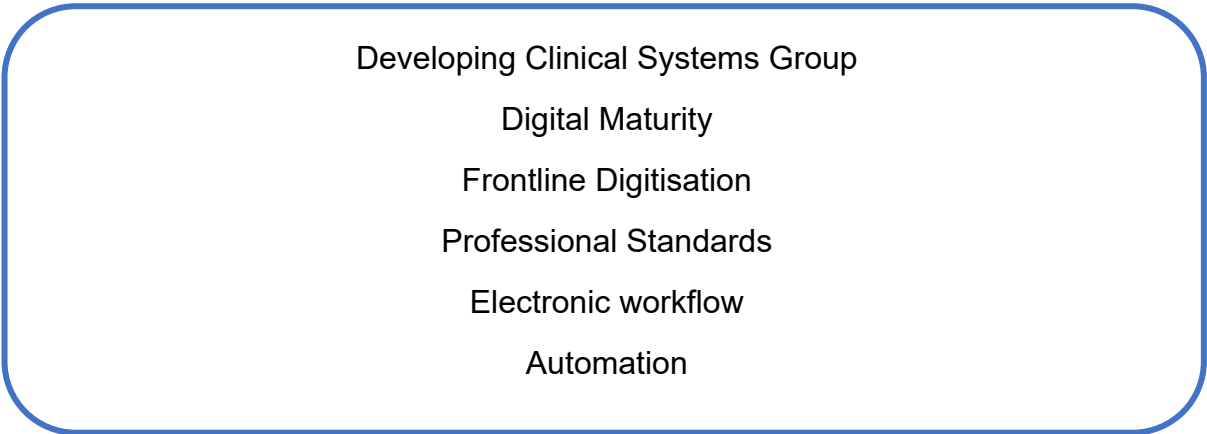 Developing Clinical Systems Group
Digital Maturity
Frontline Digitisation
Professional Standards
Electronic workflow
Automation